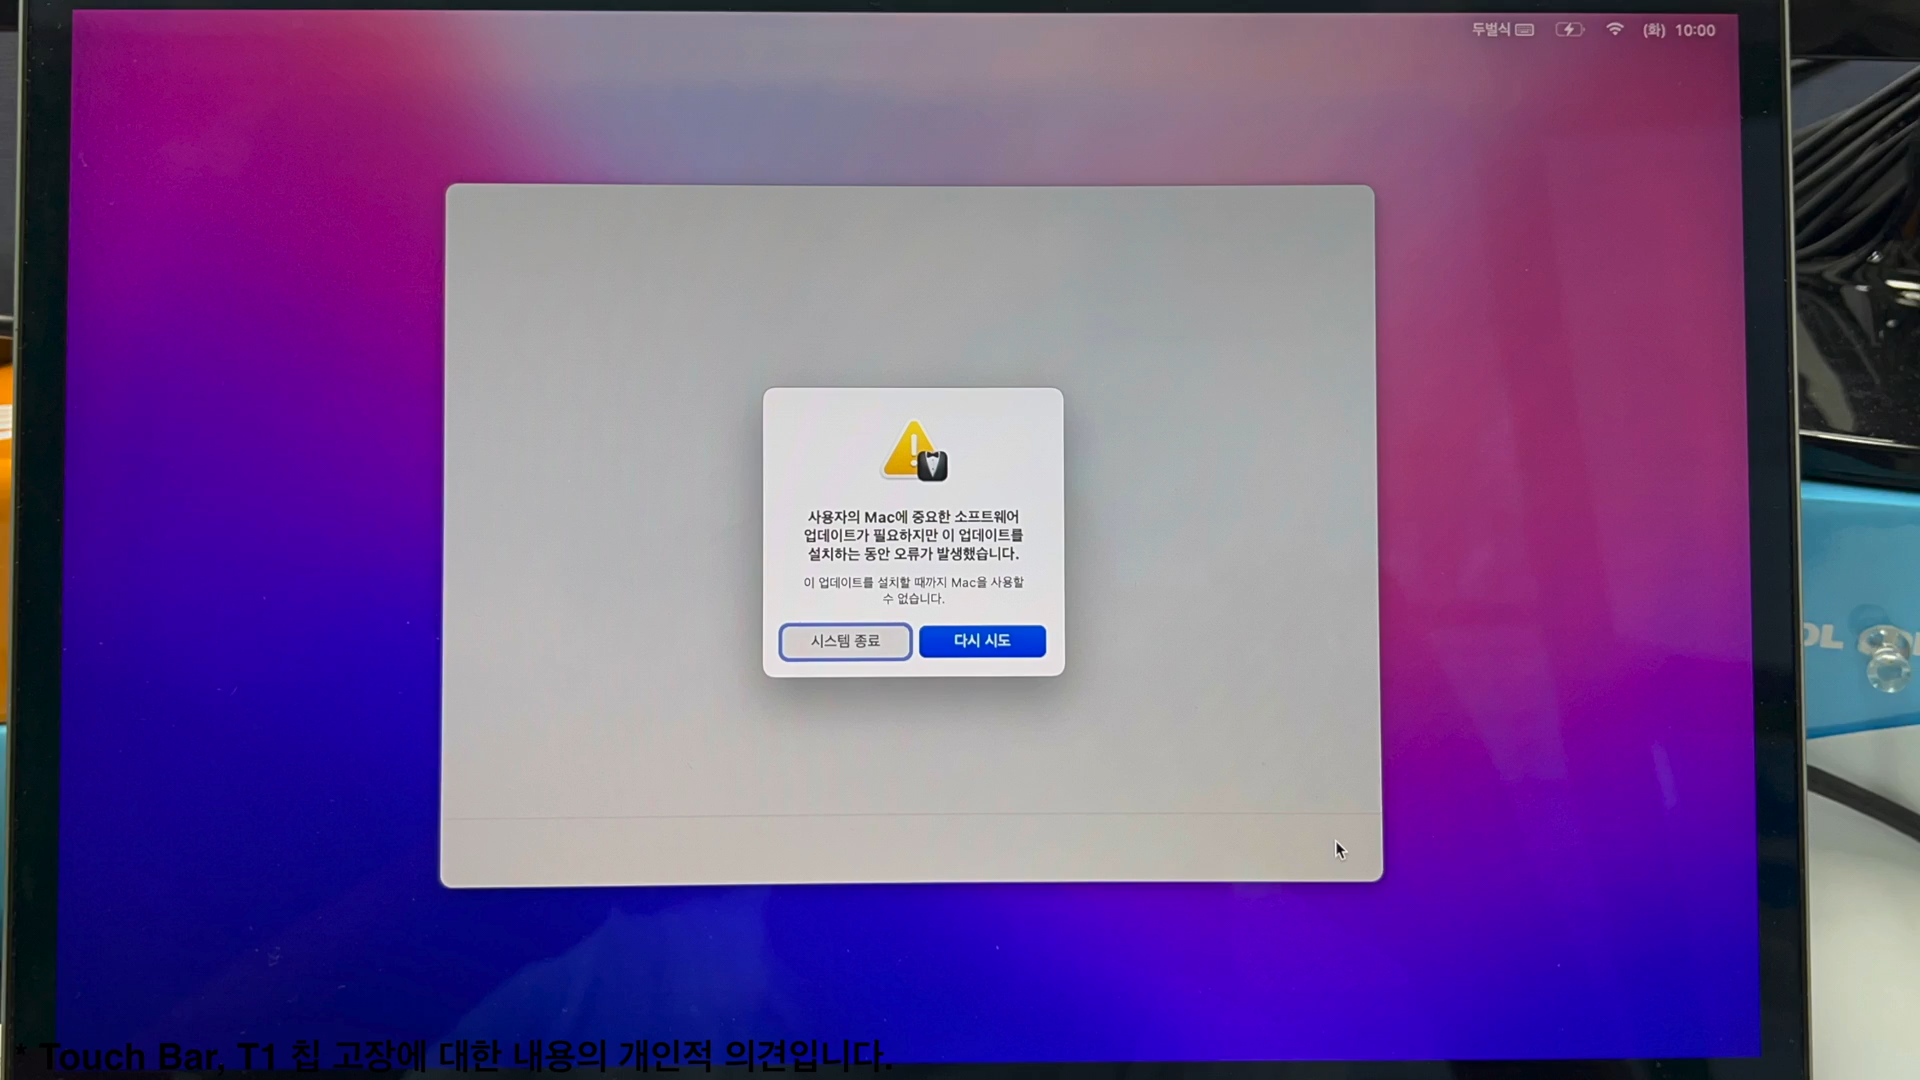 두벌식
(화) 10:00
사용자의 Mac에 중요한 소프트웨어
업데이트가 필요하지만 이 업데이트를
설치하는 동안 오류가 발생했습니다.
이 업데이트를 설치할 때까지 Mac을 사용할
수 없습니다.
시스템 종료
다시 시도
* Touch Bar, T1 칩 고장에 대한 내용의 개인적 의견입니다.